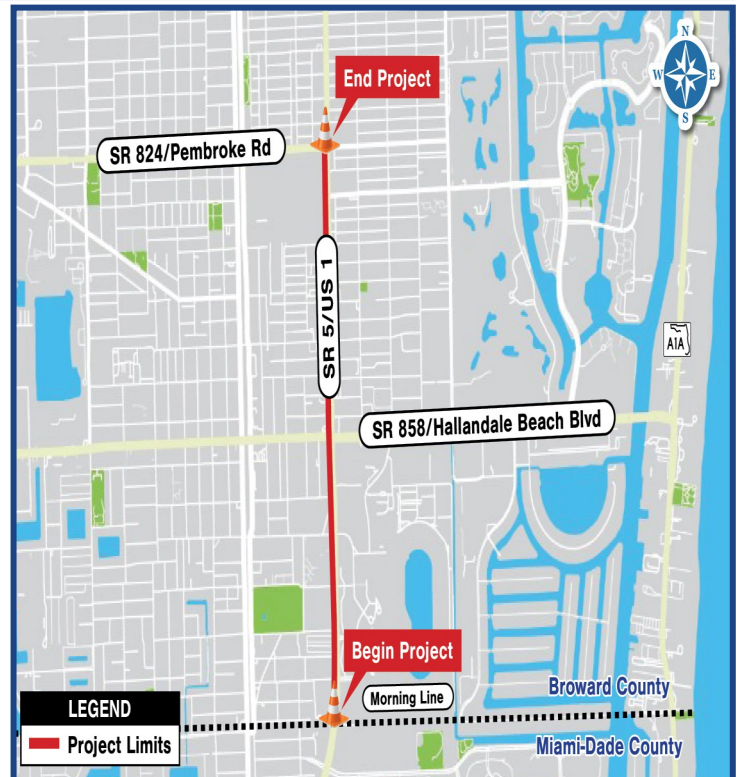 N
W E
S
End Project
SR 824/Pembroke Rd
SR 5/US 1
A1A
SR 858/Hallandale Beach Blvd
Begin Project
Morning Line
Broward County
LEGEND
Project Limits
Miami-Dade County